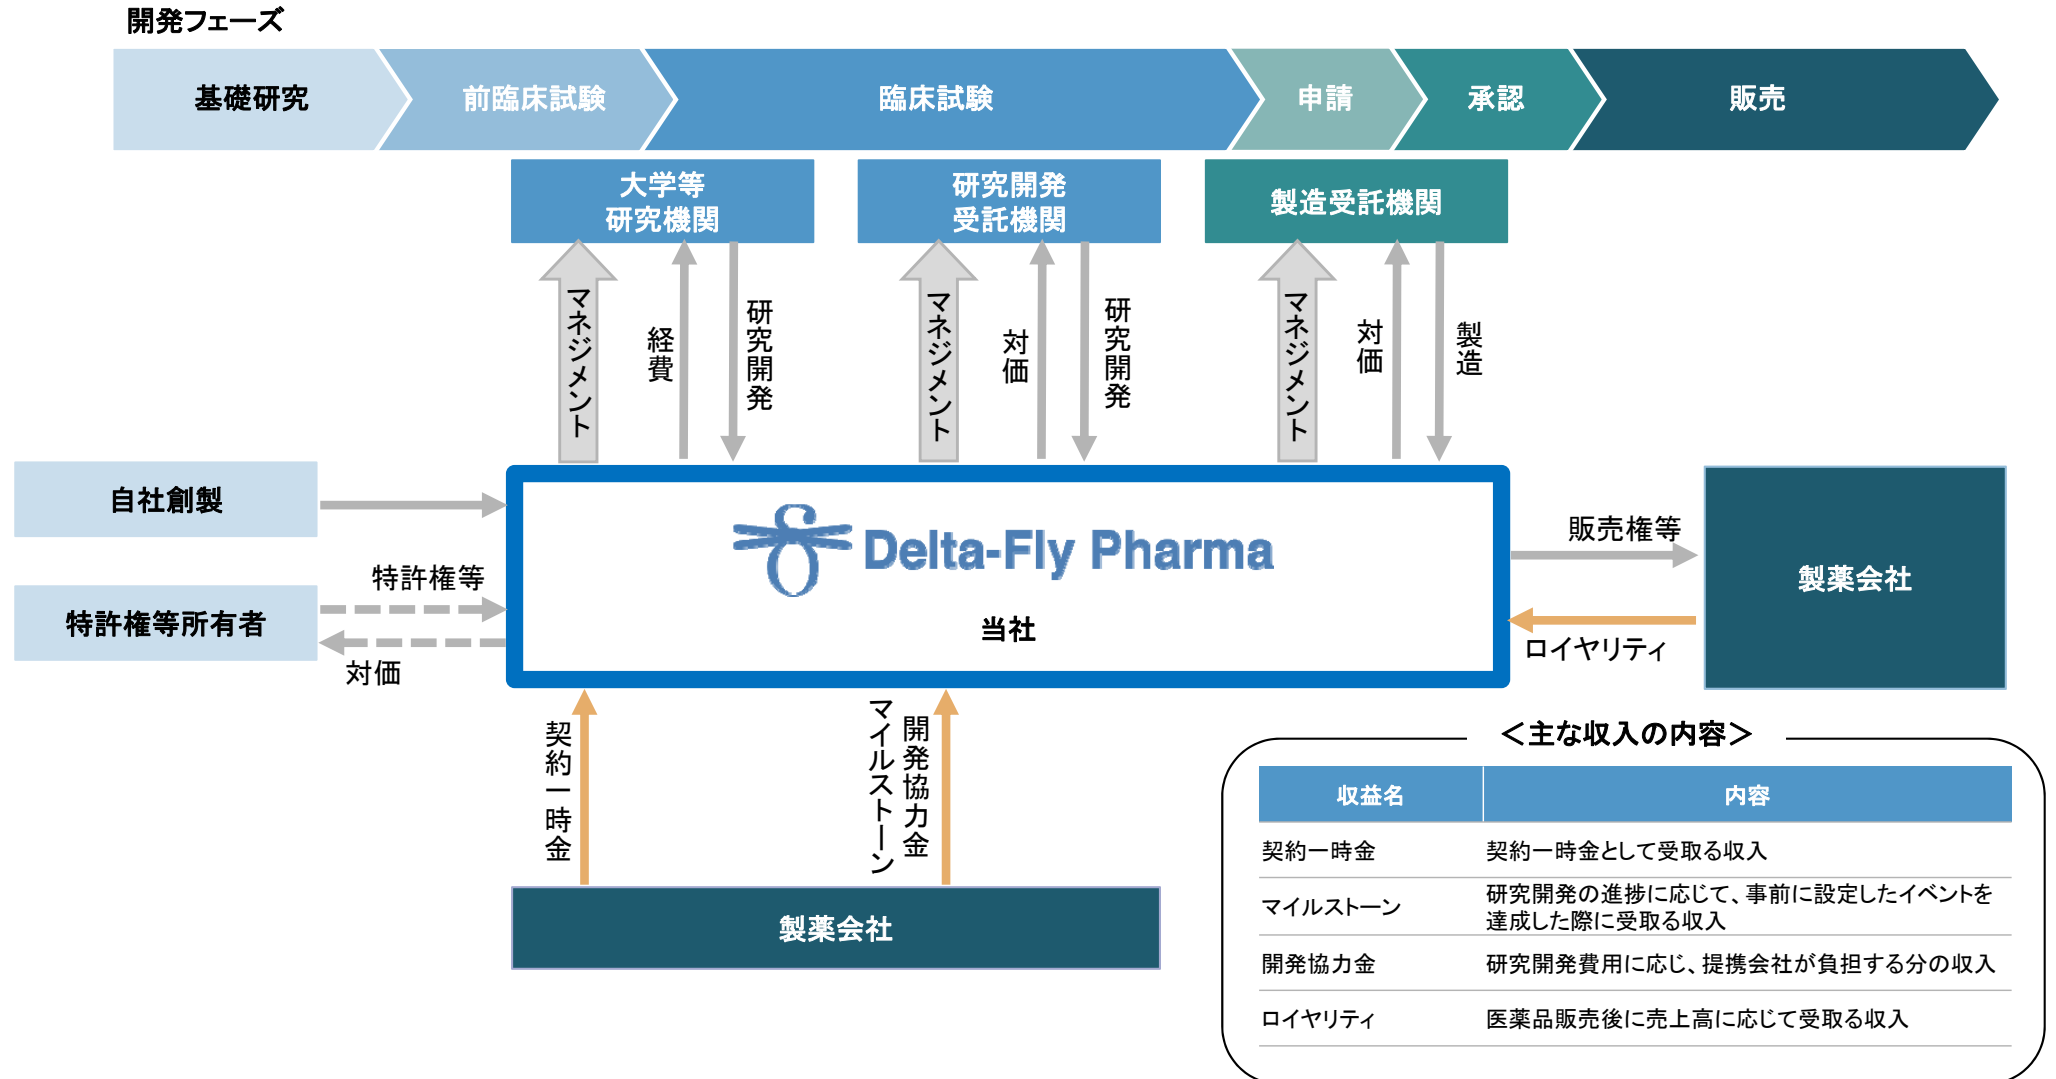 開発フェーズ
基礎研究
前臨床試験
臨床試験
申請
承認
販売
大学等
研究機関
研究開発
受託機関
製造受託機関
マネジメント
経費
研究開発
マネジメント
対価
研究開発
マネジメント
対価
製造
自社創製
特許権等所有者
特許権等
対価
Delta-Fly Pharma
当社
販売権等
ロイヤリティ
製薬会社
契約一時金
開発協力金
マイルストーン
製薬会社
＜主な収入の内容＞
収益名 内容
契約一時金 契約一時金として受取る収入
マイルストーン 研究開発の進捗に応じて、事前に設定したイベントを
達成した際に受取る収入
開発協力金 研究開発費用に応じ、提携会社が負担する分の収入
ロイヤリティ 医薬品販売後に売上高に応じて受取る収入